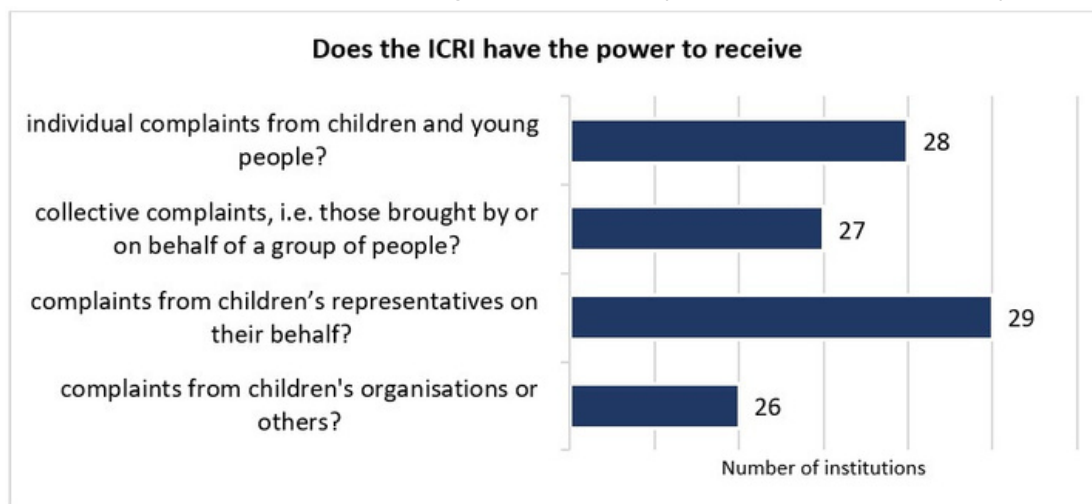 Does the ICRI have the power to receive
individual complaints from children and young
people?
28
collective complaints, i.e. those brought by or
on behalf of a group of people?
27
complaints from children’s representatives on
their behalf?
29
complaints from children's organisations or
others?
26
Number of institutions